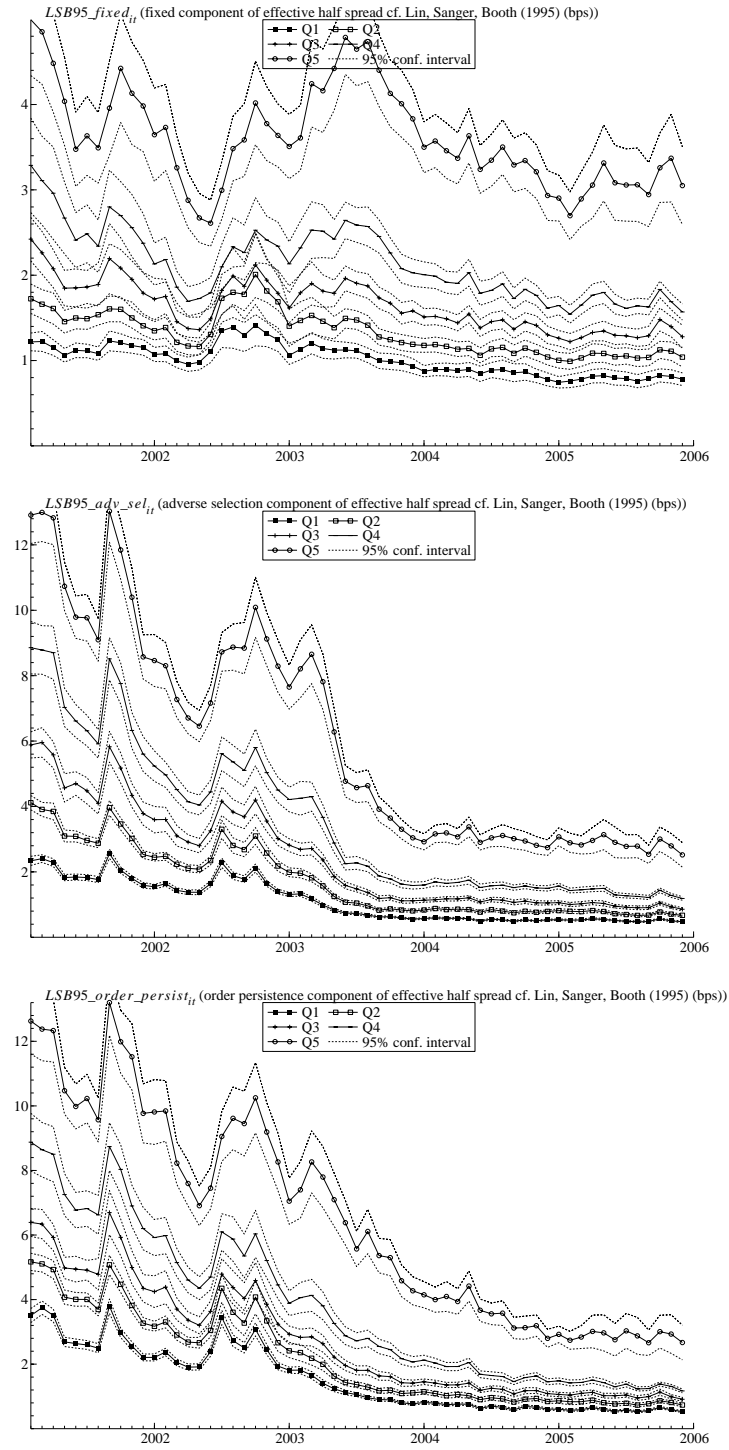 LSB95_fixed_it (fixed component of effective half spread cf. Lin, Sanger, Booth (1995) (bps))
Q1 Q2
Q3 Q4
Q5 95% conf. interval
4
3
2
1
2002 2003 2004 2005 2006
LSB95_adv_sel_it (adverse selection component of effective half spread cf. Lin, Sanger, Booth (1995) (bps))
Q1 Q2
Q3 Q4
Q5 95% conf. interval
12
10
8
6
4
2
2002 2003 2004 2005 2006
LSB95_order_persist_it (order persistence component of effective half spread cf. Lin, Sanger, Booth (1995) (bps))
Q1 Q2
Q3 Q4
Q5 95% conf. interval
12
10
8
6
4
2
2002 2003 2004 2005 2006